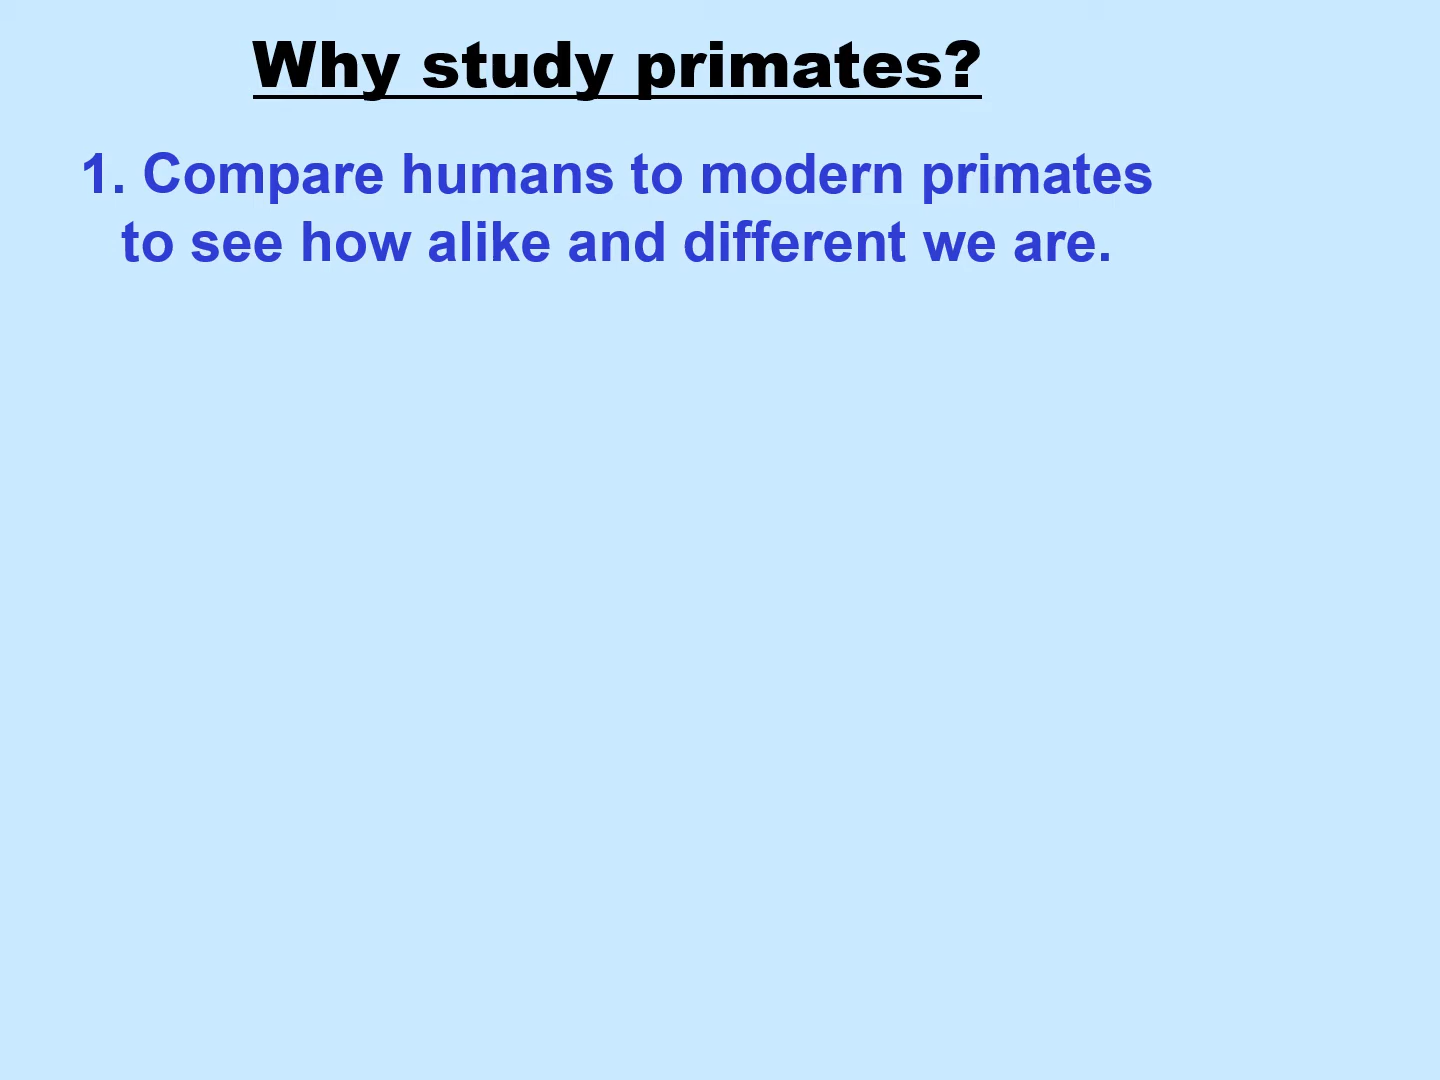 Why study primates?
1. Compare humans to modern primates
to see how alike and different we are.